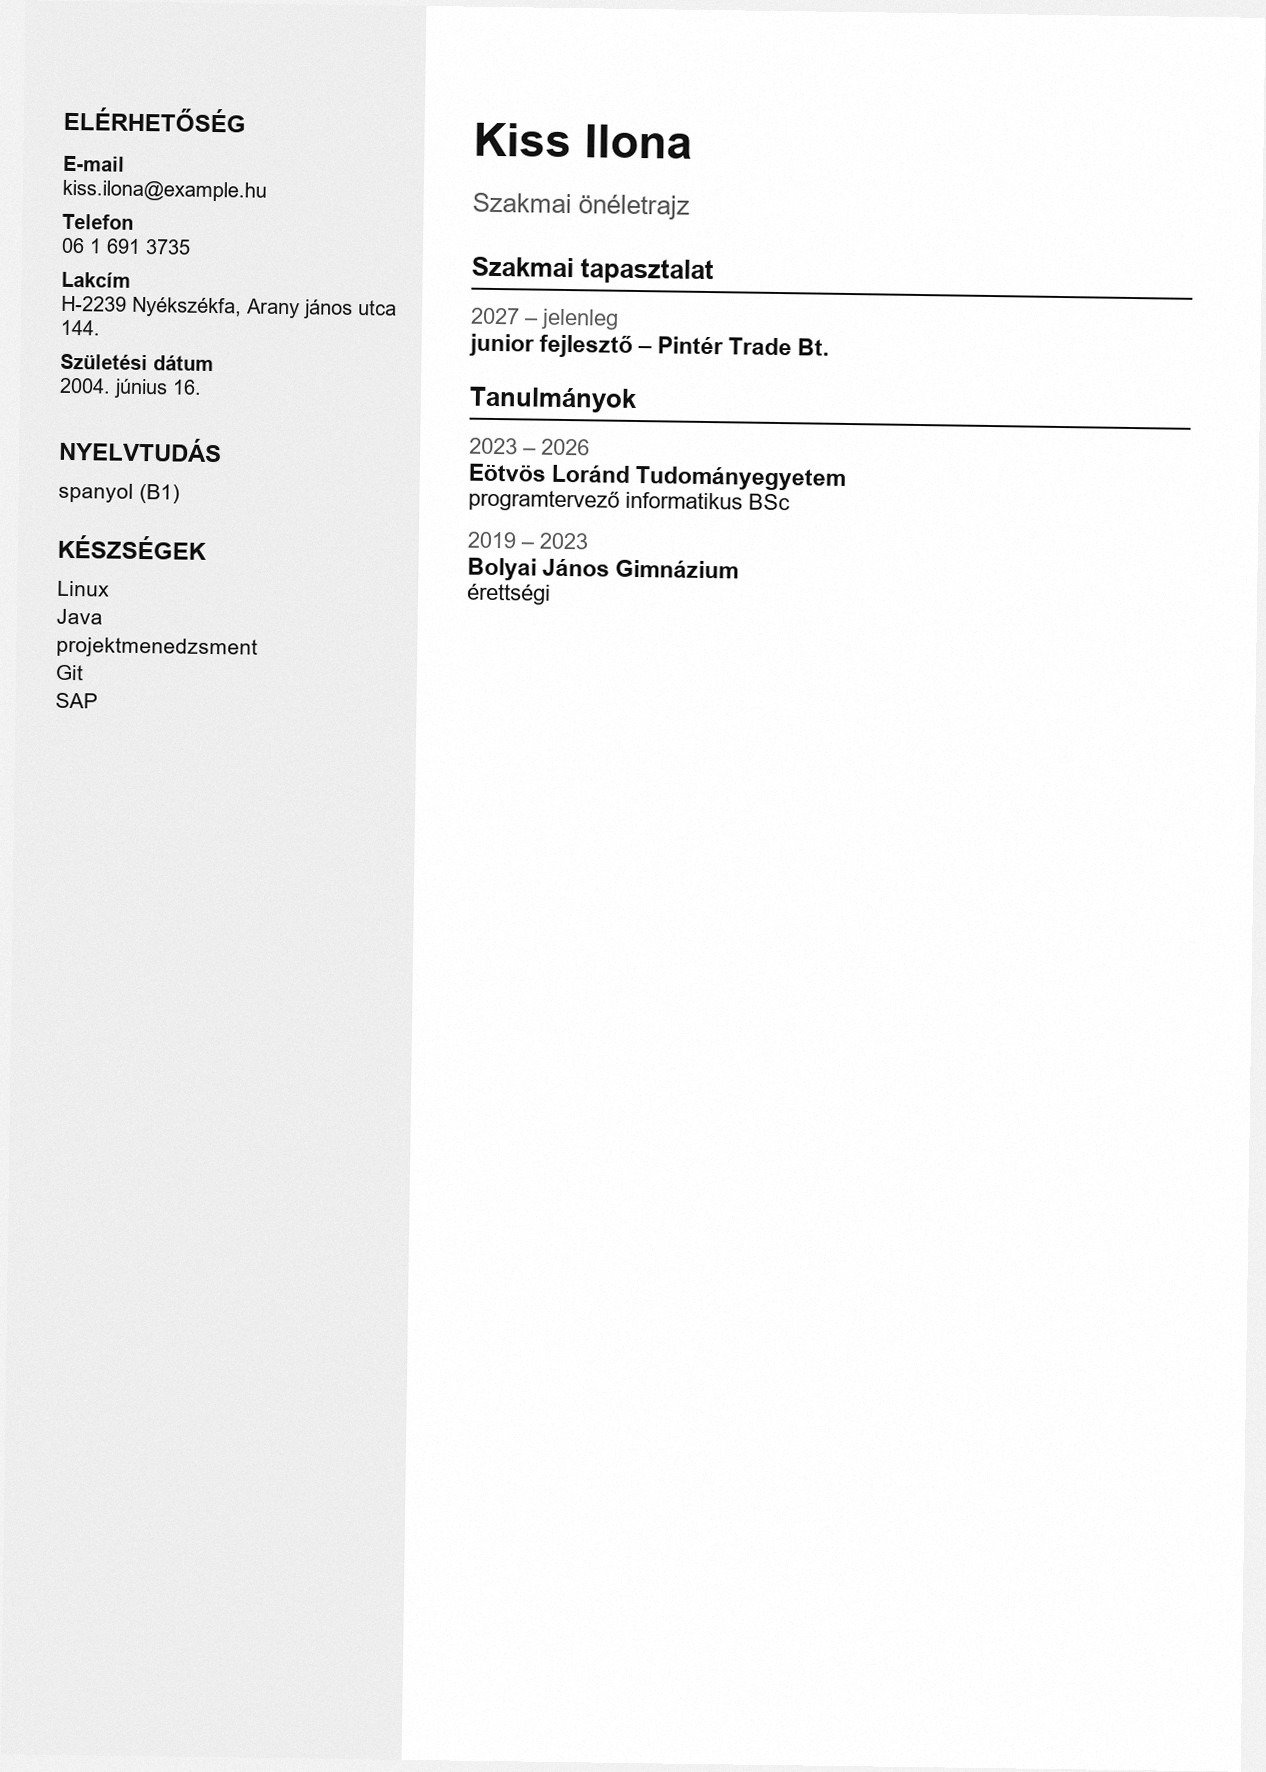 ELÉRHETŐSÉG
E-mail
kiss.ilona@example.hu
Telefon
06 1 691 3735
Lakcím
H-2239 Nyékszékfa, Arany jános utca
144.
Születési dátum
2004. június 16.
NYELVTUDÁS
spanyol (B1)
KÉSZSÉGEK
Linux
Java
projektmenedzsment
Git
SAP
Kiss Ilona
Szakmai önéletrajz
Szakmai tapasztalat
2027 – jelenleg
junior fejlesztő – Pintér Trade Bt.
Tanulmányok
2023 – 2026
Eötvös Loránd Tudományegyetem
programtervező informatikus BSc
2019 – 2023
Bolyai János Gimnázium
érettségi